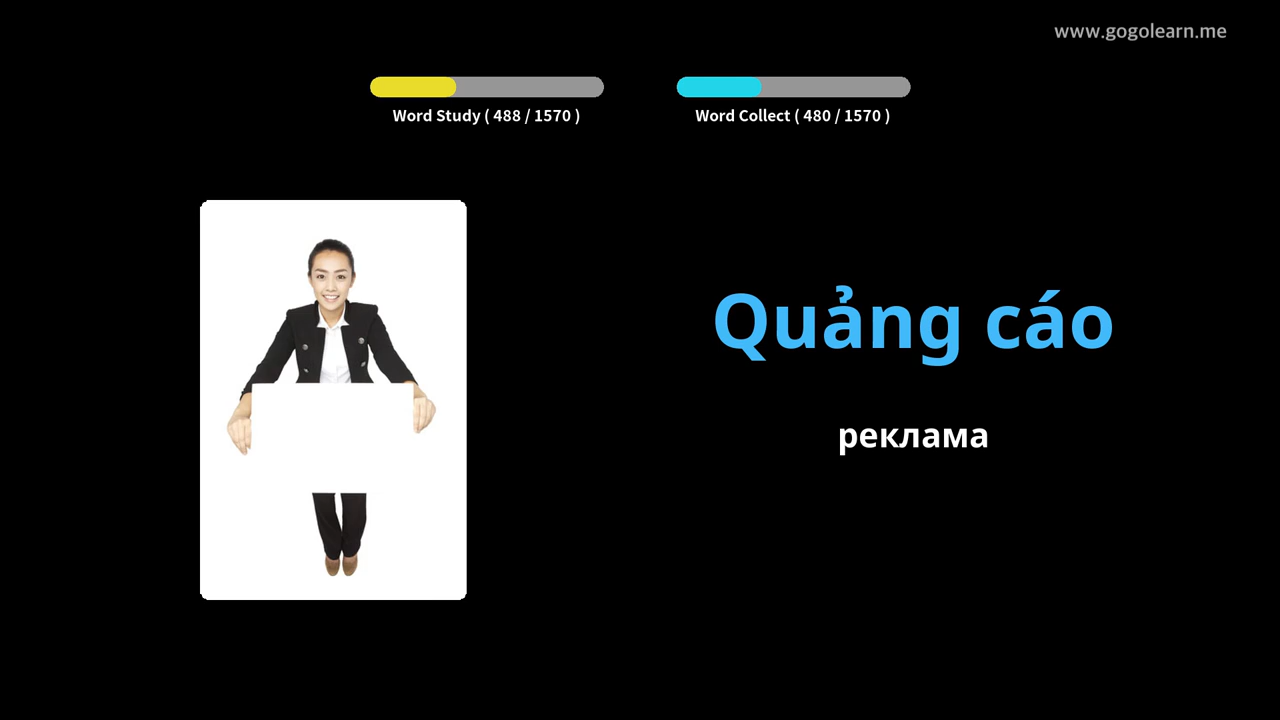 www.gogolearn.me
Word Study ( 488 / 1570 )
Word Collect ( 480 / 1570 )
Quảng cáo
реклама